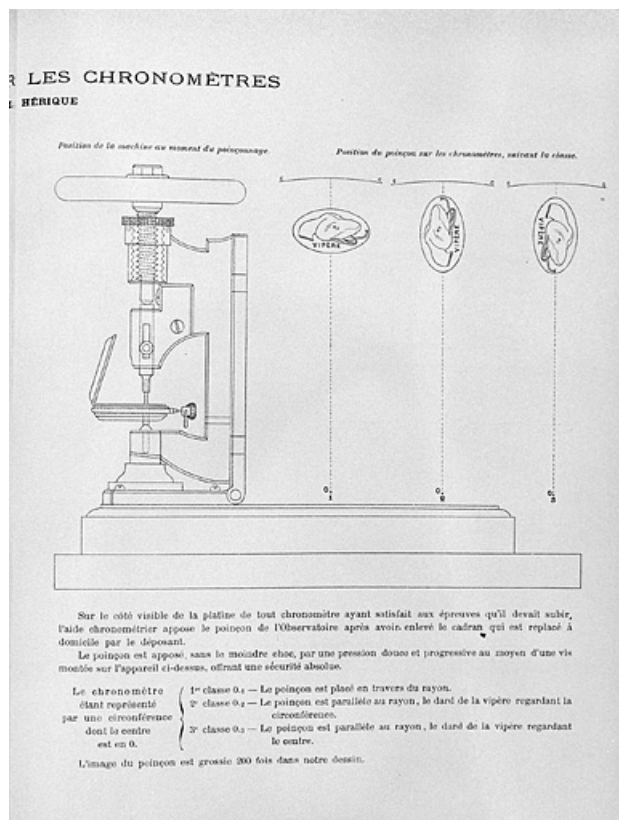 R LES CHRONOMÈTRES
L HÉRIQUE
Position de la machine au moment du poinçonnage.
Position du poinçon sur les chronomètres, suivant la classe.
VIPÈRE
VIPÈRE
VIPÈRE
0.1
0.2
0.3
Sur le côté visible de la platine de tout chronomètre ayant satisfait aux épreuves qu'il devait subir,
l'aide chronométrier appose le poinçon de l'Observatoire après avoir enlevé le cadran qui est replacé à
domicile par le déposant.
Le poinçon est apposé, sans le moindre choc, par une pression douce et progressive au moyen d'une vis
montée sur l'appareil ci-dessus, offrant une sécurité absolue.
Le chronomètre
étant représenté
par une circonférence
dont le centre
est en 0.
1re classe 0.1 — Le poinçon est placé en travers du rayon.
2e classe 0.2 — Le poinçon est parallèle au rayon, le dard de la vipère regardant la
circonférence.
3e classe 0.3 — Le poinçon est parallèle au rayon, le dard de la vipère regardant
le centre.
L'image du poinçon est grossie 200 fois dans notre dessin.